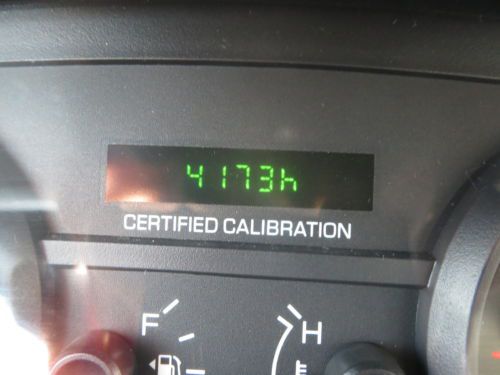 4173h
CERTIFIED CALIBRATION
F H